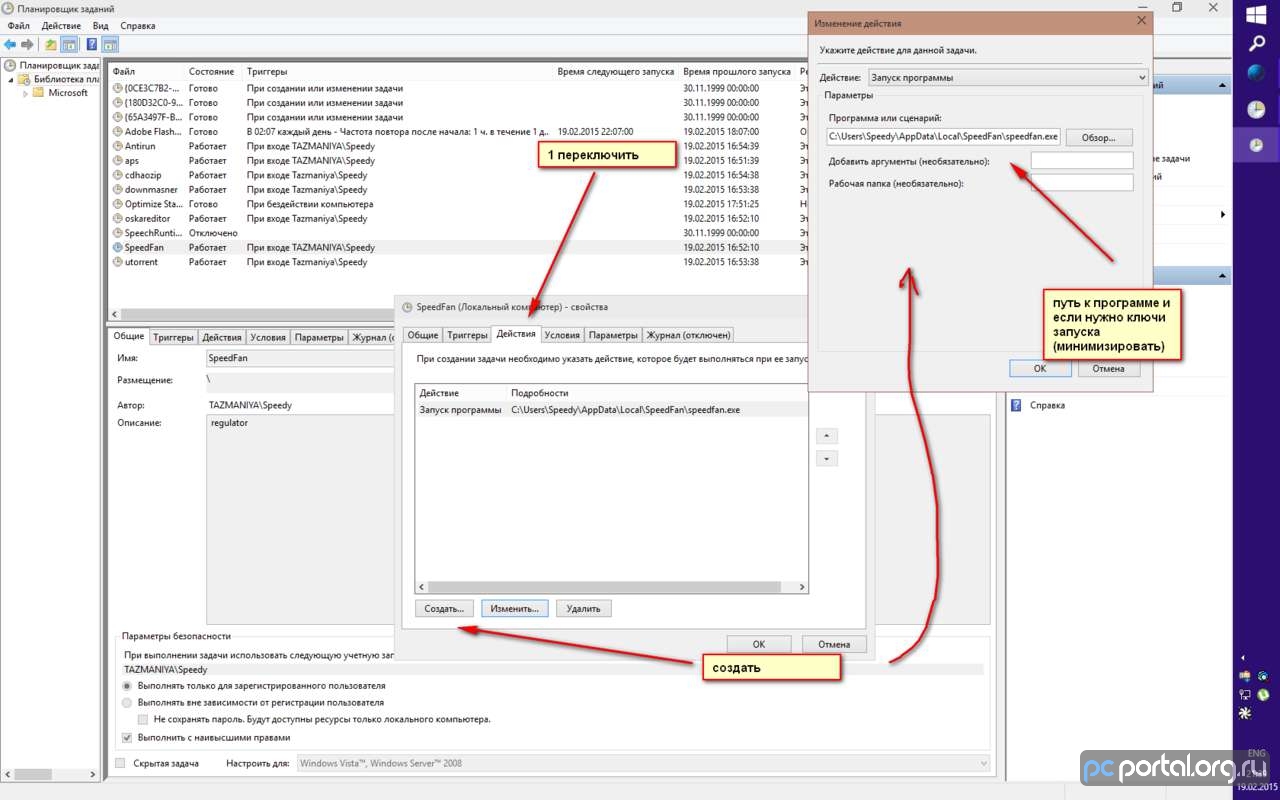 Планировщик заданий
Файл Действие Вид Справка
Планировщик зада
Библиотека пла
Microsoft
Файл Состояние Триггеры Время следующего запуска Время прошлого запуска Ре
{0CE3C7B2-... Готово При создании или изменении задачи 30.11.1999 00:00:00 Эт
{180D32C0-9... Готово При создании или изменении задачи 30.11.1999 00:00:00 Эт
{65A3497F-B... Готово При создании или изменении задачи 30.11.1999 00:00:00 Эт
Adobe Flash... Готово В 02:07 каждый день - Частота повтора после начала: 1 ч. в течение 1 д.. 19.02.2015 22:07:00 19.02.2015 18:07:00 О
Antirun Работает При входе TAZMANIYA\Speedy 19.02.2015 16:54:39 Эт
aps Работает При входе TAZMANIYA\Speedy 19.02.2015 16:51:39 Эт
cdhaozip Работает При входе Tazmaniya\Speedy 19.02.2015 16:54:38 Эт
downmasner Работает При входе Tazmaniya\Speedy 19.02.2015 16:53:38 Эт
Optimize Sta... Готово При бездействии компьютера 19.02.2015 17:51:25 Н
oskareditor Работает При входе Tazmaniya\Speedy 19.02.2015 16:52:10 Эт
SpeechRunti... Отключено 30.11.1999 00:00:00 Эт
SpeedFan Работает При входе TAZMANIYA\Speedy 19.02.2015 16:52:10 Эт
utorrent Работает При входе Tazmaniya\Speedy 19.02.2015 16:53:38 Эт
1 переключить
Общие Триггеры Действия Условия Параметры Журнал (о
Имя: SpeedFan
Размещение: \
Автор: TAZMANIYA\Speedy
Описание: regulator
Параметры безопасности
При выполнении задачи использовать следующую учетную зап
TAZMANIYA\Speedy
Выполнять только для зарегистрированного пользователя
Выполнять вне зависимости от регистрации пользователя
Не сохранять пароль. Будут доступны ресурсы только локального компьютера.
Выполнить с наивысшими правами
Скрытая задача Настроить для: Windows Vista™, Windows Server™ 2008
SpeedFan (Локальный компьютер) - свойства
Общие Триггеры Действия Условия Параметры Журнал (отключен)
При создании задачи необходимо указать действие, которое будет выполняться при ее запус
Действие Подробности
Запуск программы C:\Users\Speedy\AppData\Local\SpeedFan\speedfan.exe
Создать... Изменить... Удалить
OK Отмена
создать
Изменение действия
Укажите действие для данной задачи.
Действие: Запуск программы
Параметры
Программа или сценарий:
C:\Users\Speedy\AppData\Local\SpeedFan\speedfan.exe Обзор...
Добавить аргументы (необязательно):
Рабочая папка (необязательно):
OK Отмена
путь к программе и
если нужно ключи
запуска
(минимизировать)
ий
ие задачи
ий
Справка
ENG
19.02.2015
pcportal.org.ru